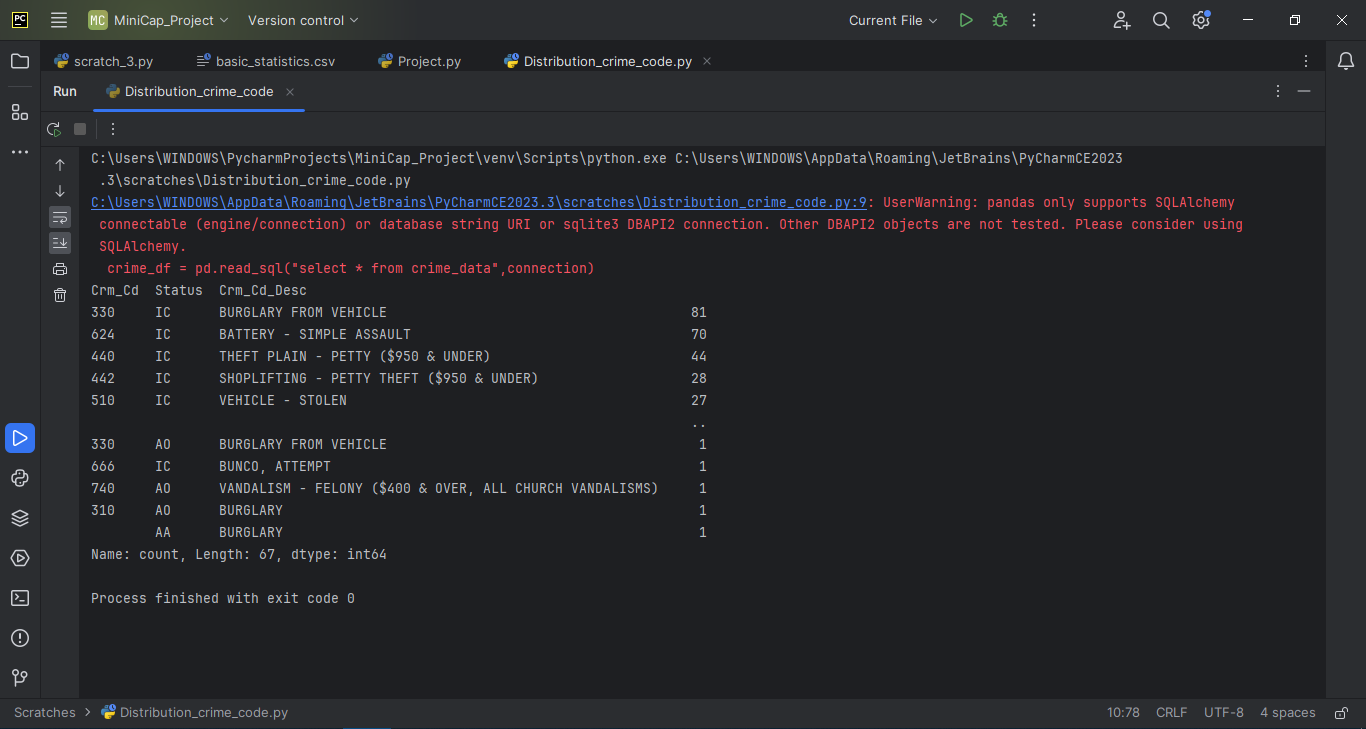 PC MC MiniCap_Project Version control Current File
scratch_3.py basic_statistics.csv Project.py Distribution_crime_code.py
Run Distribution_crime_code
C:\Users\WINDOWS\PycharmProjects\MiniCap_Project\venv\Scripts\python.exe C:\Users\WINDOWS\AppData\Roaming\JetBrains\PyCharmCE2023
.3\scratches\Distribution_crime_code.py
C:\Users\WINDOWS\AppData\Roaming\JetBrains\PyCharmCE2023.3\scratches\Distribution_crime_code.py:9: UserWarning: pandas only supports SQLAlchemy
connectable (engine/connection) or database string URI or sqlite3 DBAPI2 connection. Other DBAPI2 objects are not tested. Please consider using
SQLAlchemy.
crime_df = pd.read_sql("select * from crime_data",connection)
Crm_Cd Status Crm_Cd_Desc
330 IC BURGLARY FROM VEHICLE 81
624 IC BATTERY - SIMPLE ASSAULT 70
440 IC THEFT PLAIN - PETTY ($950 & UNDER) 44
442 IC SHOPLIFTING - PETTY THEFT ($950 & UNDER) 28
510 IC VEHICLE - STOLEN 27
..
330 AO BURGLARY FROM VEHICLE 1
666 IC BUNCO, ATTEMPT 1
740 AO VANDALISM - FELONY ($400 & OVER, ALL CHURCH VANDALISMS) 1
310 AO BURGLARY 1
AA BURGLARY 1
Name: count, Length: 67, dtype: int64
Process finished with exit code 0
Scratches Distribution_crime_code.py 10:78 CRLF UTF-8 4 spaces